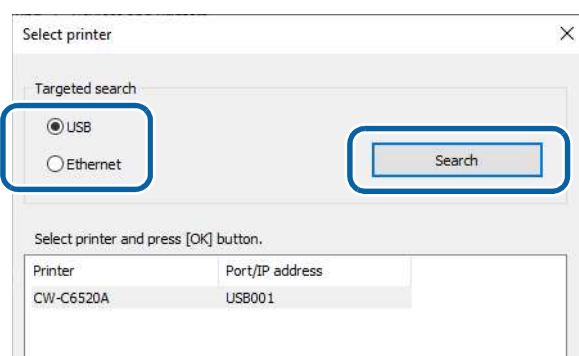 Select printer
Targeted search
USB
Ethernet
Search
Select printer and press [OK] button.
Printer Port/IP address
CW-C6520A USB001